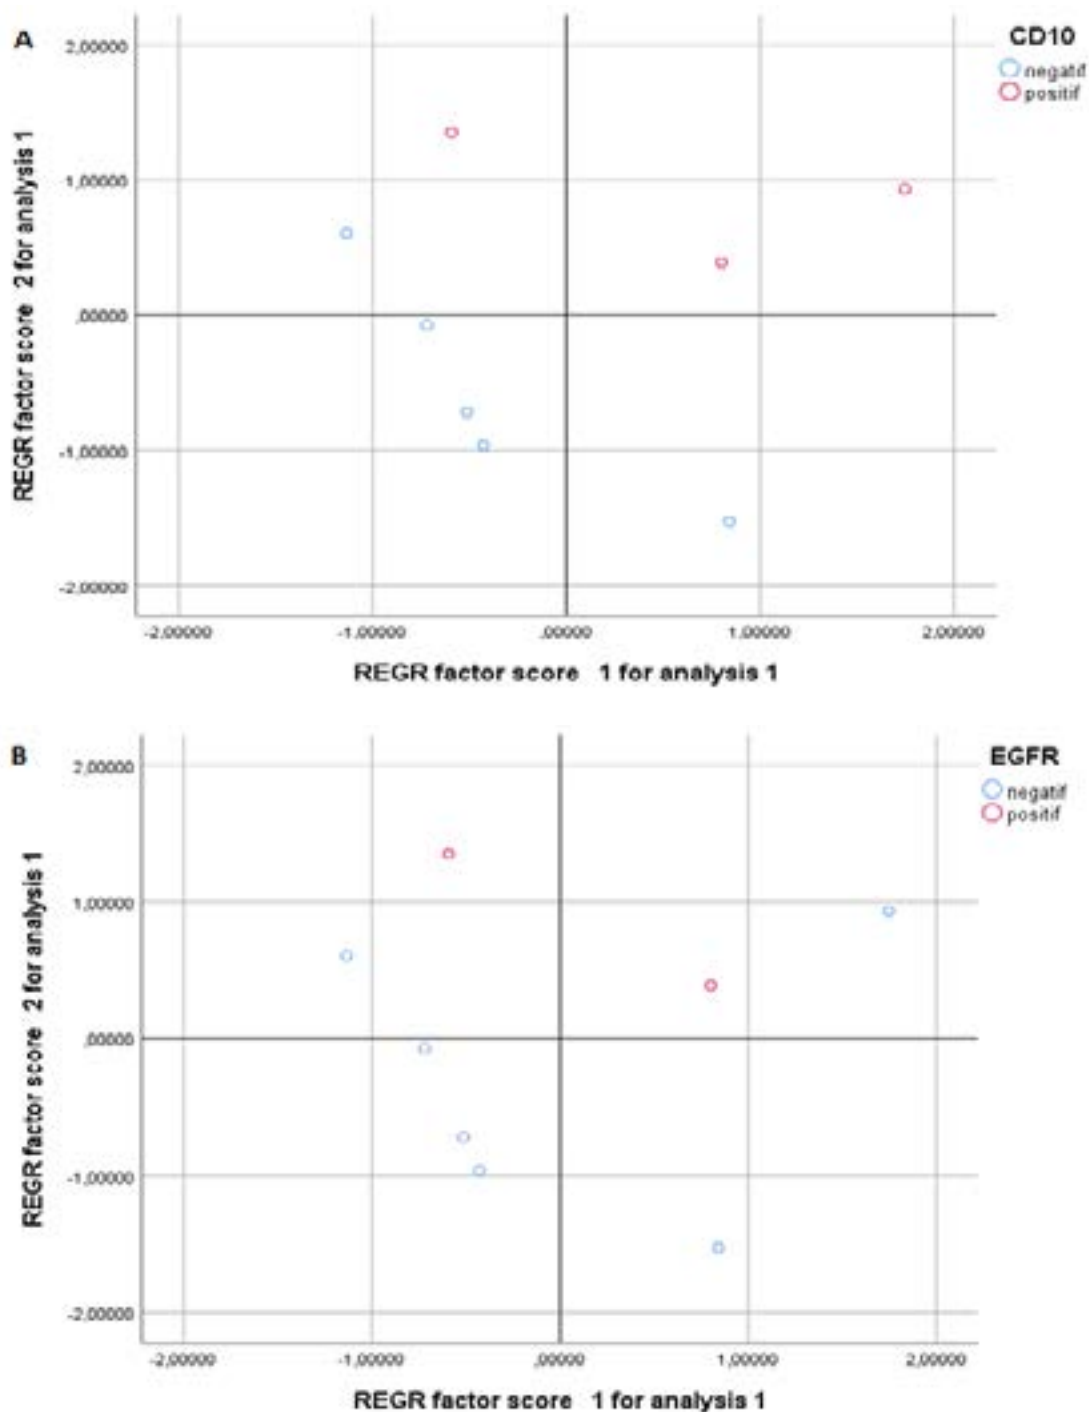 A
CD10
negatif
positif
2,00000
1,00000
,00000
-1,00000
-2,00000
REGR factor score 2 for analysis 1
-2,00000 -1,00000 ,00000 1,00000 2,00000
REGR factor score 1 for analysis 1
B
EGFR
negatif
positif
2,00000
1,00000
,00000
-1,00000
-2,00000
REGR factor score 2 for analysis 1
-2,00000 -1,00000 ,00000 1,00000 2,00000
REGR factor score 1 for analysis 1